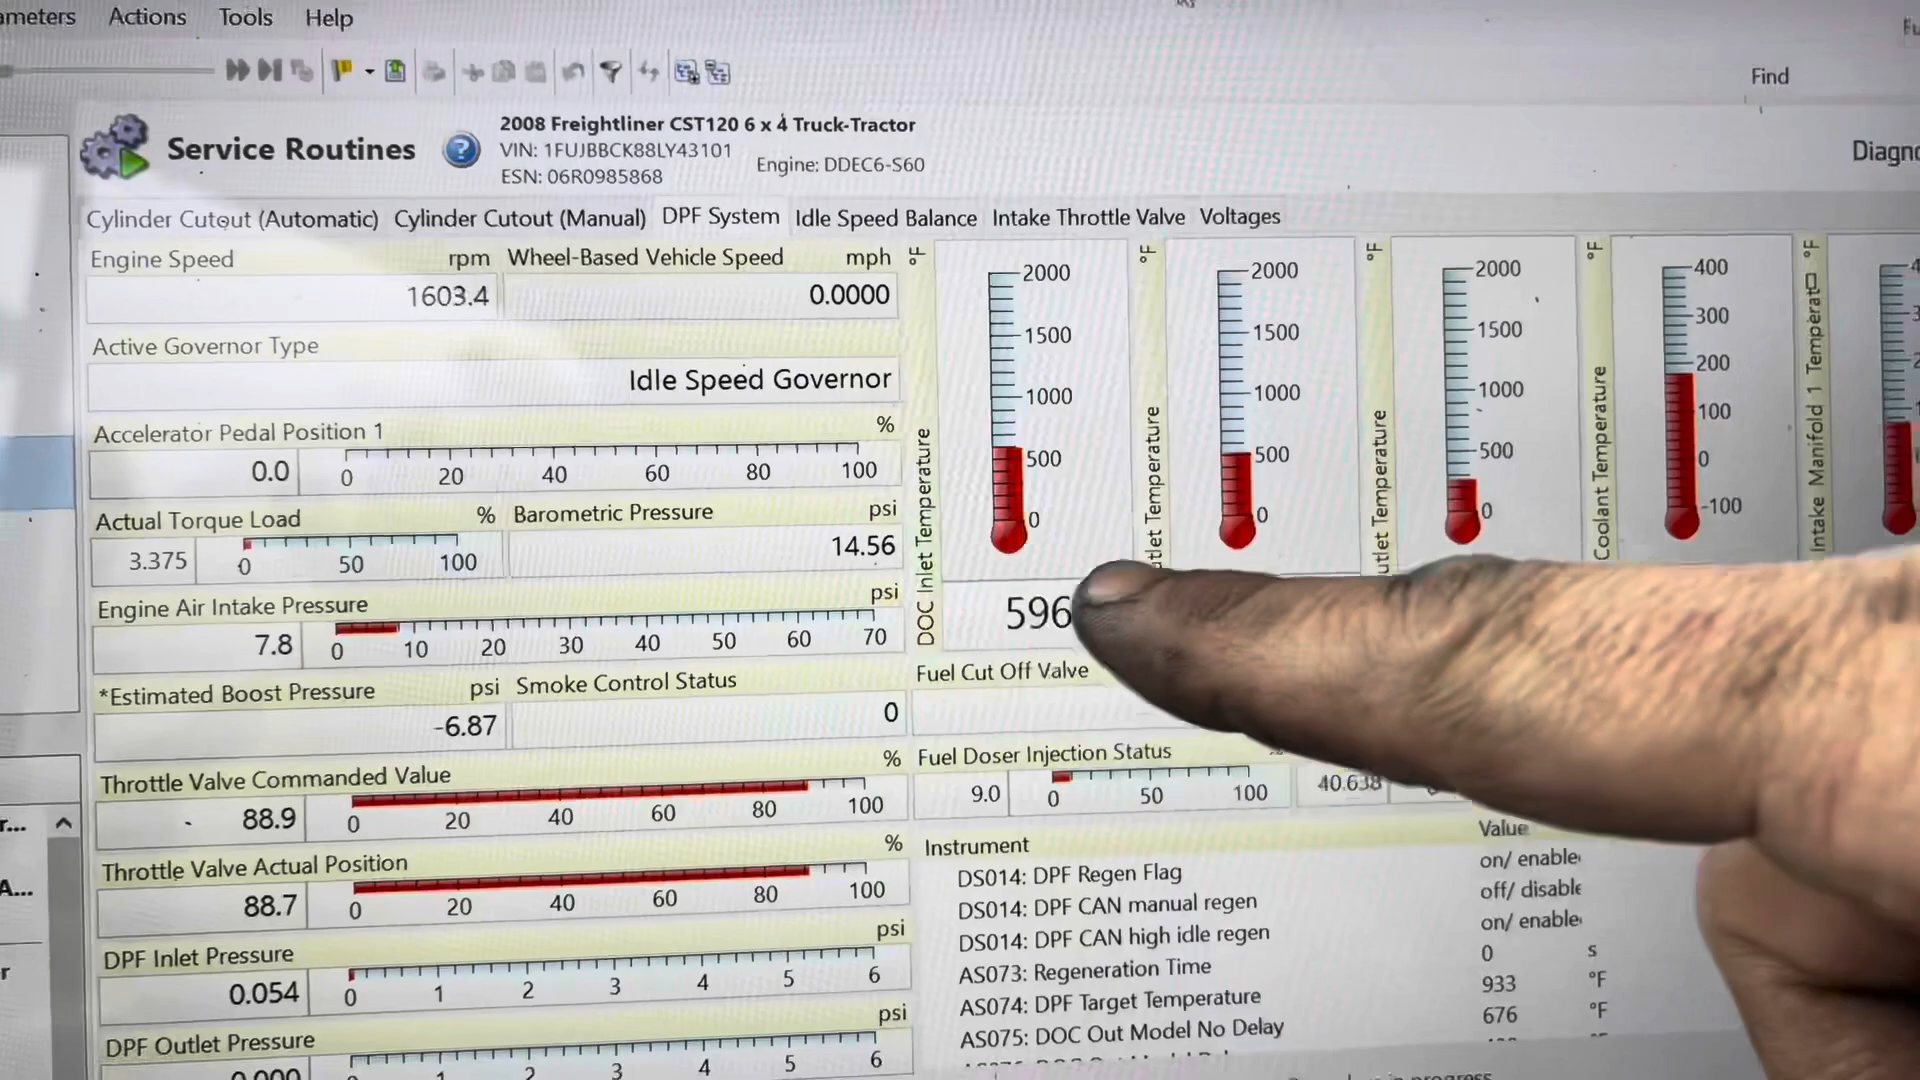 Actions Tools Help
Find
Service Routines
2008 Freightliner CST120 6 x 4 Truck-Tractor
VIN: 1FUJBBCK88LY43101
Engine: DDEC6-S60
ESN: 06R0985868
Cylinder Cutout (Automatic) Cylinder Cutout (Manual) DPF System Idle Speed Balance Intake Throttle Valve Voltages
Engine Speed rpm
1603.4
Wheel-Based Vehicle Speed mph
0.0000
Active Governor Type
Idle Speed Governor
Accelerator Pedal Position 1 %
0.0
0 20 40 60 80 100
Actual Torque Load %
3.375
0 50 100
Barometric Pressure psi
14.56
Engine Air Intake Pressure psi
7.8
0 10 20 30 40 50 60 70
*Estimated Boost Pressure psi
-6.87
Smoke Control Status
0
Throttle Valve Commanded Value %
88.9
0 20 40 60 80 100
Throttle Valve Actual Position %
88.7
0 20 40 60 80 100
DPF Inlet Pressure psi
0.054
0 1 2 3 4 5 6
DPF Outlet Pressure psi
0.000
1 2 3 4 5 6
DOC Inlet Temperature °F
2000
1500
1000
500
0
596
Temperature °F
2000
1500
1000
500
0
Temperature °F
2000
1500
1000
500
0
Coolant Temperature °F
400
300
200
100
0
-100
Intake Manifold 1 °F
Fuel Cut Off Valve
Fuel Doser Injection Status
9.0
0 50 100
40.638
Instrument Value
DS014: DPF Regen Flag on/
DS014: DPF CAN manual regen off/
DS014: DPF CAN high idle regen on/
AS073: Regeneration Time 0 s
AS074: DPF Target Temperature 933 °F
AS075: DOC Out Model No Delay 676 °F